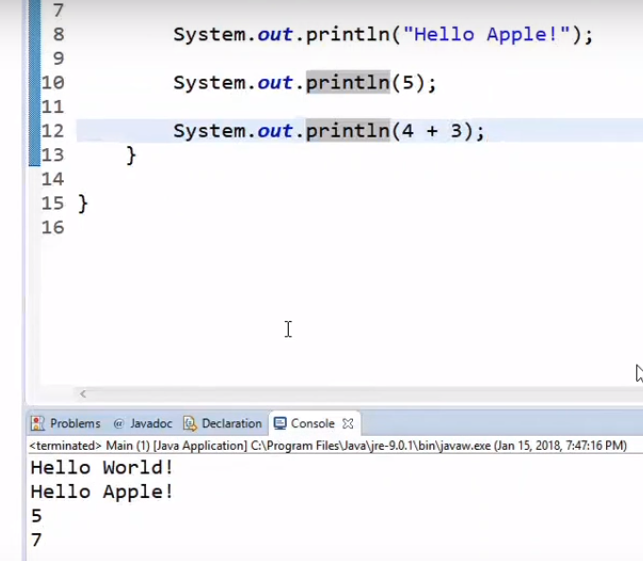 7
8 System.out.println("Hello Apple!");
9
10 System.out.println(5);
11
12 System.out.println(4 + 3);
13 }
14
15 }
16
Problems @ Javadoc Declaration Console
<terminated> Main (1) [Java Application] C:\Program Files\Java\jre-9.0.1\bin\javaw.exe (Jan 15, 2018, 7:47:16 PM)
Hello World!
Hello Apple!
5
7